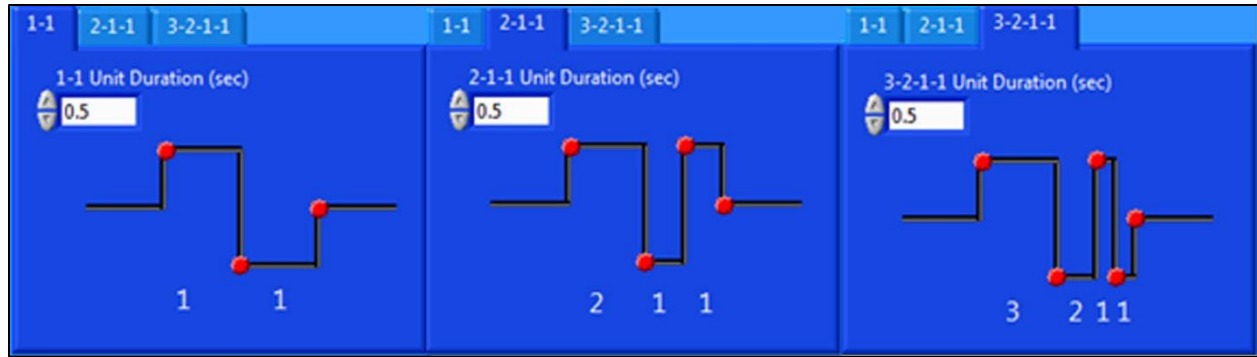 1-1 2-1-1 3-2-1-1
1-1 Unit Duration (sec)
0.5
1 1
1-1 2-1-1 3-2-1-1
2-1-1 Unit Duration (sec)
0.5
2 1 1
1-1 2-1-1 3-2-1-1
3-2-1-1 Unit Duration (sec)
0.5
3 2 1 1